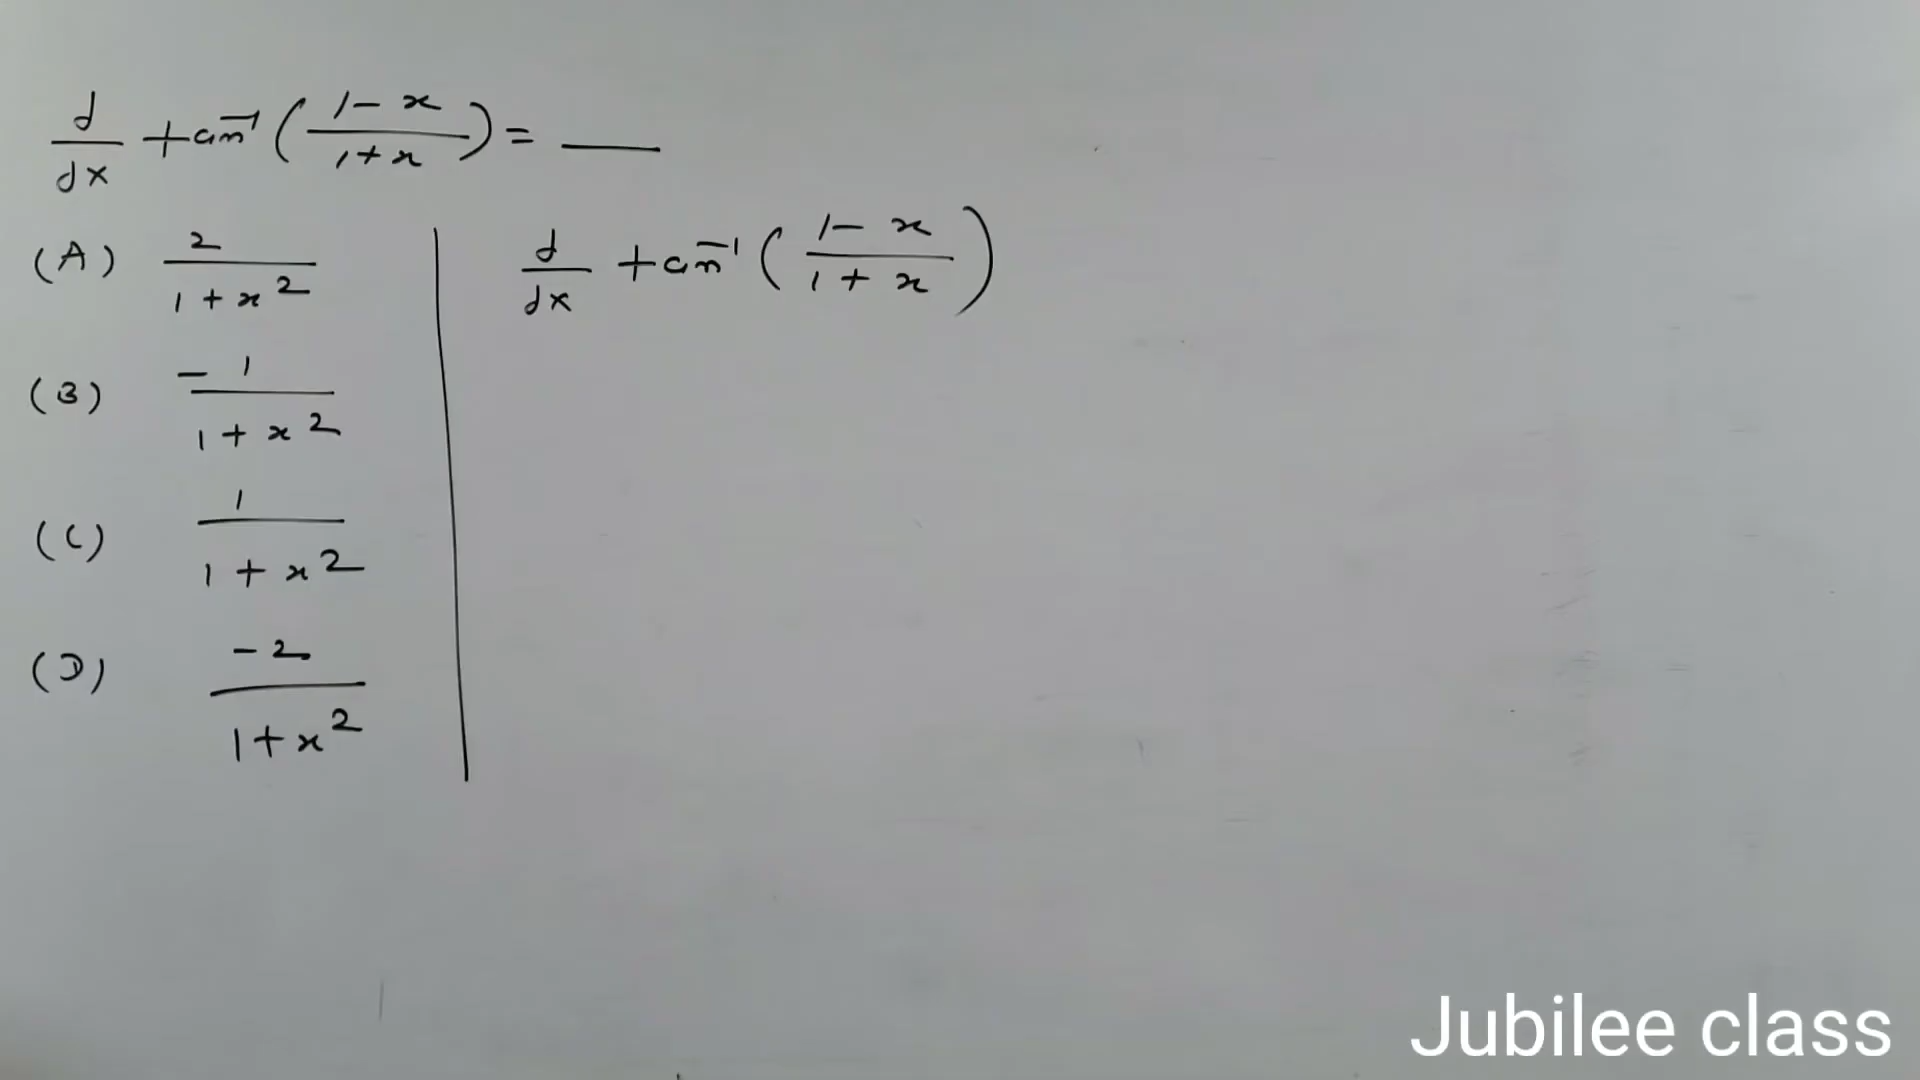 d/dx tan⁻¹ ( (1 - x)/(1 + x) ) = ___
(A) 2/(1 + x²)
d/dx tan⁻¹ ( (1 - x)/(1 + x) )
(B) -1/(1 + x²)
(C) 1/(1 + x²)
(D) -2/(1 + x²)
Jubilee class